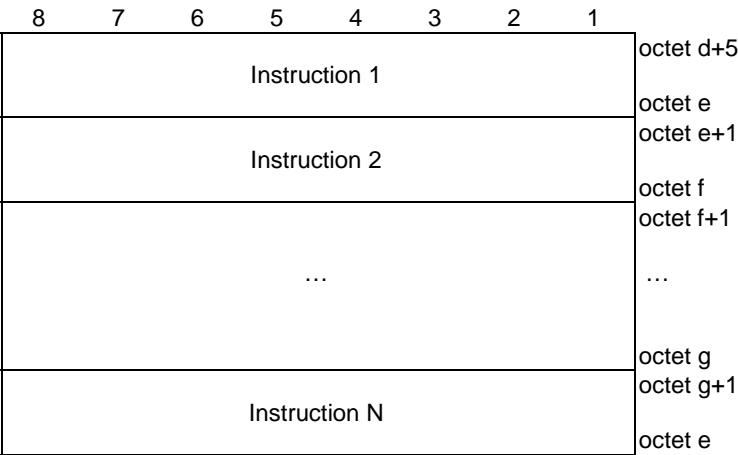 8 7 6 5 4 3 2 1
octet d+5
Instruction 1
octet e
octet e+1
Instruction 2
octet f
octet f+1
… …
octet g
octet g+1
Instruction N
octet e